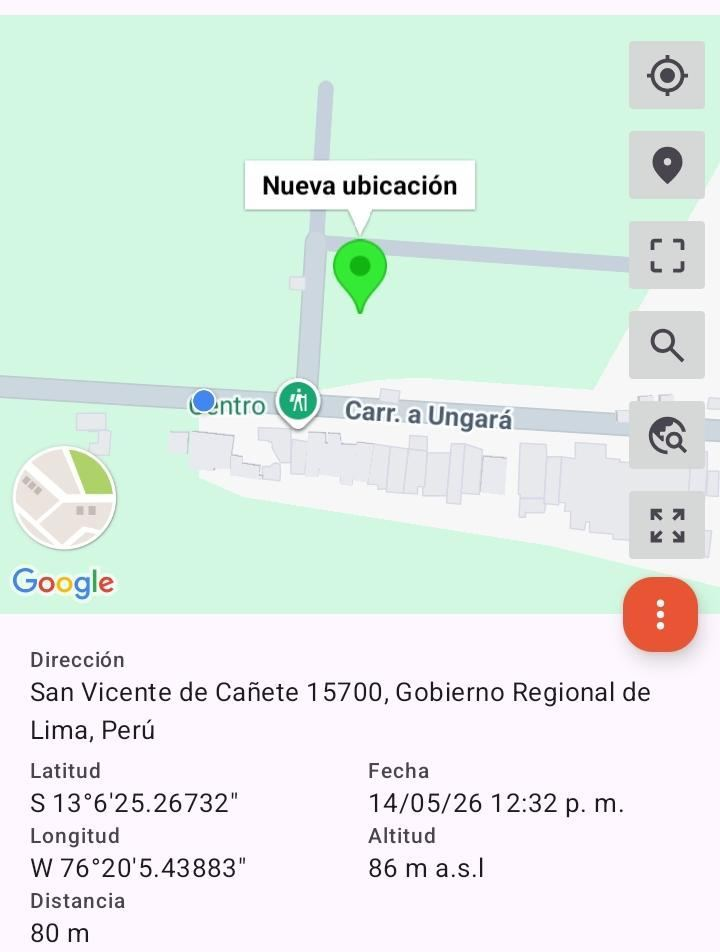 Nueva ubicación
Centro
Carr. a Ungará
Google
Dirección
San Vicente de Cañete 15700, Gobierno Regional de
Lima, Perú
Latitud
S 13°6'25.26732"
Fecha
14/05/26 12:32 p. m.
Longitud
W 76°20'5.43883"
Altitud
86 m a.s.l
Distancia
80 m